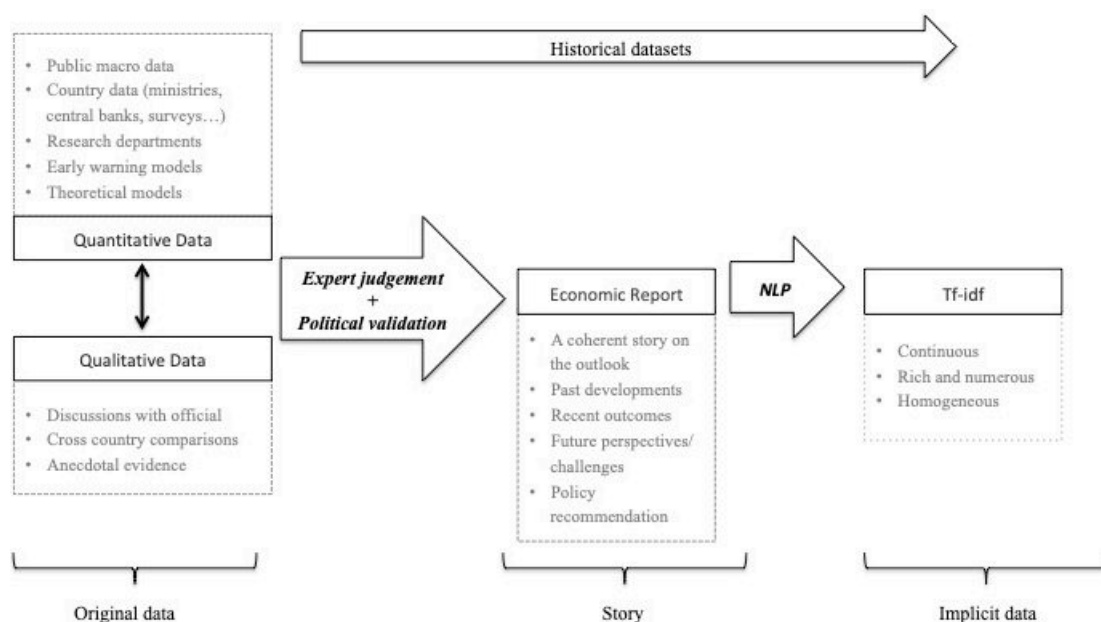 Historical datasets
• Public macro data
• Country data (ministries,
central banks, surveys…)
• Research departments
• Early warning models
• Theoretical models
Quantitative Data
Qualitative Data
• Discussions with official
• Cross country comparisons
• Anecdotal evidence
Original data
Expert judgement
+
Political validation
Economic Report
• A coherent story on
the outlook
• Past developments
• Recent outcomes
• Future perspectives/
challenges
• Policy
recommendation
Story
NLP
Tf-idf
• Continuous
• Rich and numerous
• Homogeneous
Implicit data